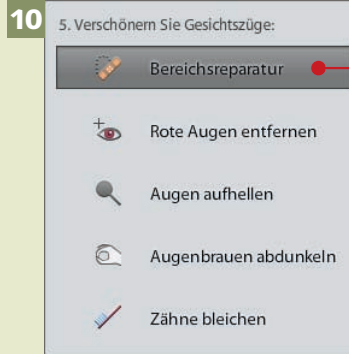 10
5. Verschönern Sie Gesichtszüge:
Bereichsreparatur
Rote Augen entfernen
Augen aufhellen
Augenbrauen abdunkeln
Zähne bleichen